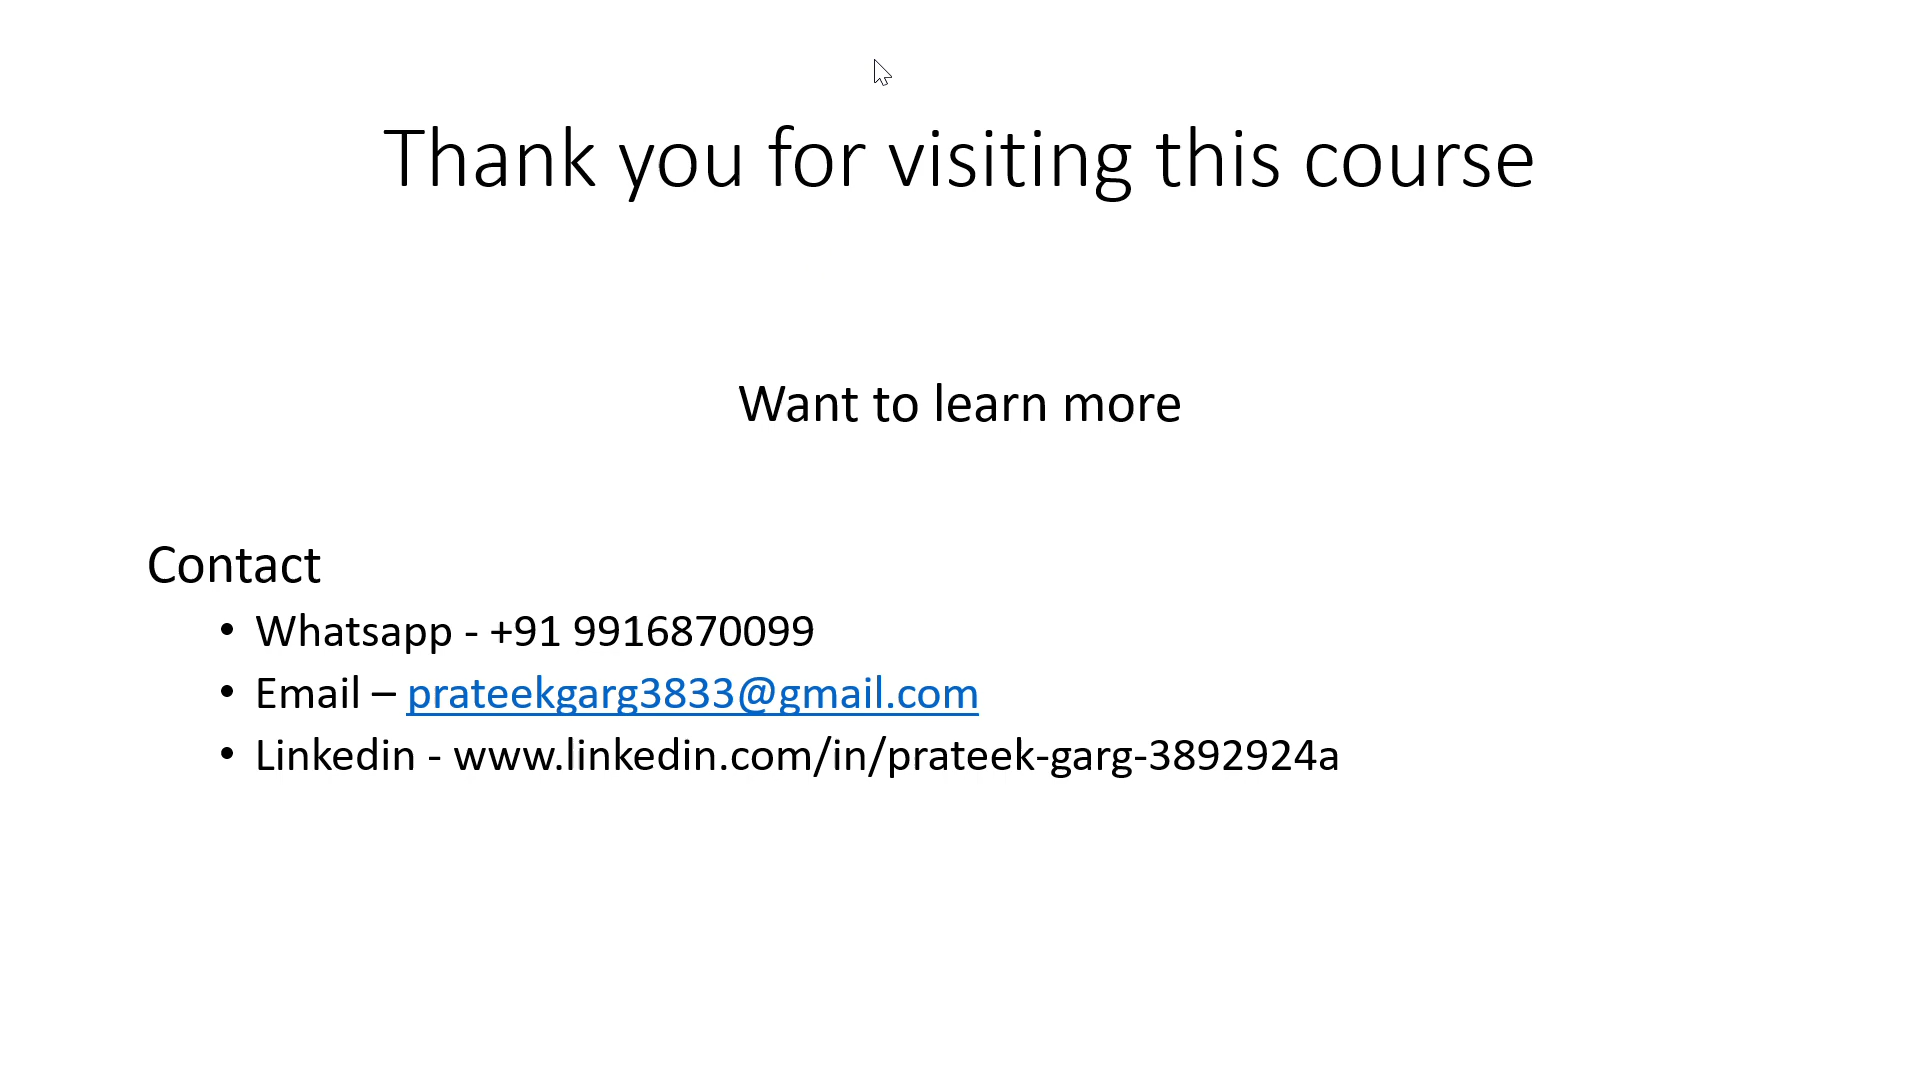 Thank you for visiting this course
Want to learn more
Contact
• Whatsapp - +91 9916870099
• Email – prateekgarg3833@gmail.com
• Linkedin - www.linkedin.com/in/prateek-garg-3892924a